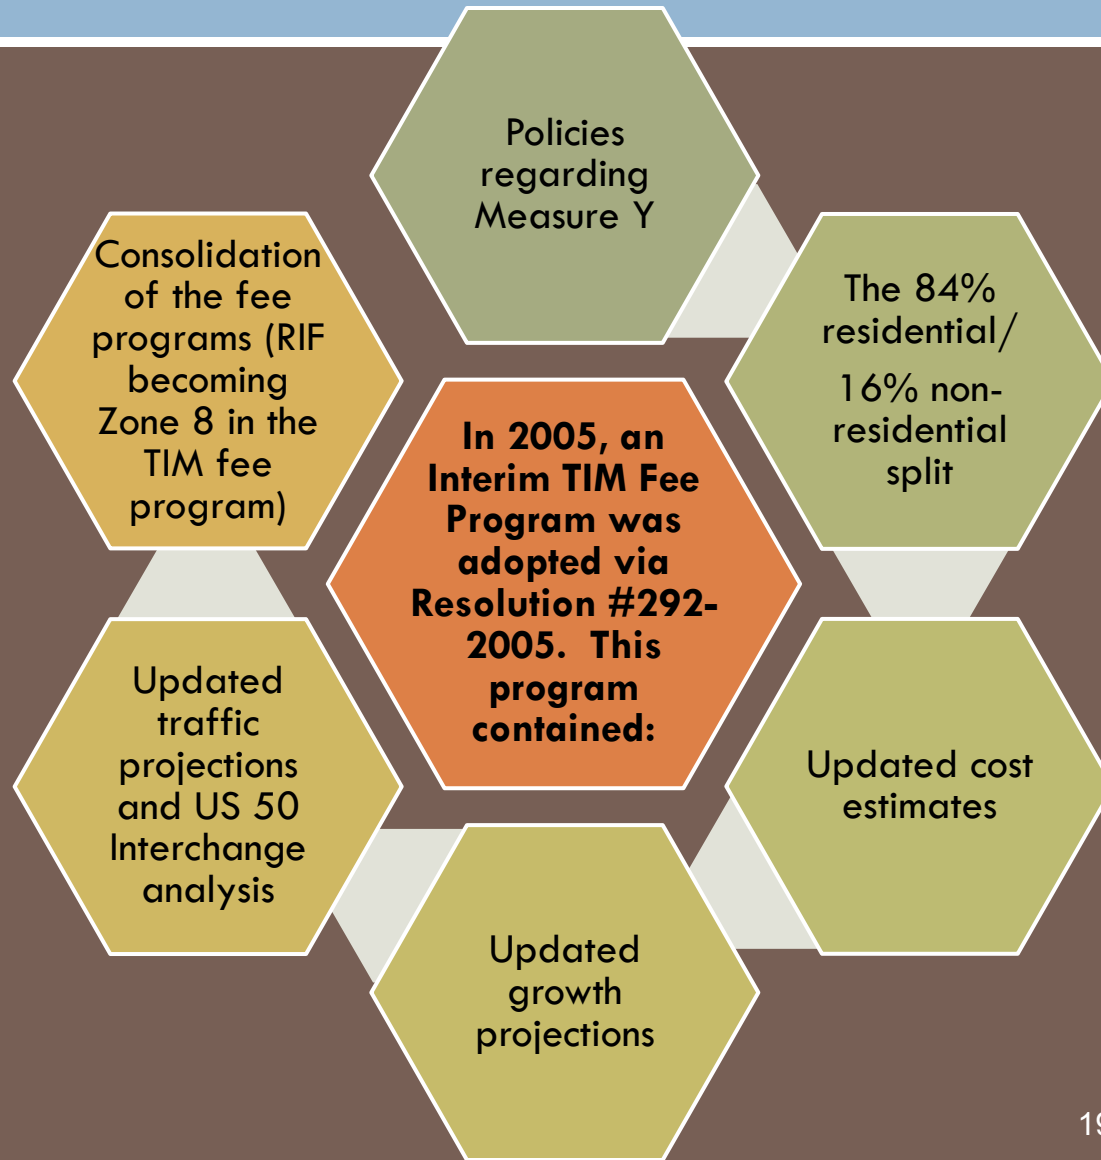 Policies
regarding
Measure Y
The 84%
residential/
16% non-
residential
split
Updated cost
estimates
Updated
growth
projections
Updated
traffic
projections
and US 50
Interchange
analysis
Consolidation
of the fee
programs (RIF
becoming
Zone 8 in the
TIM fee
program)
In 2005, an
Interim TIM Fee
Program was
adopted via
Resolution #292-
2005.  This
program
contained:
19